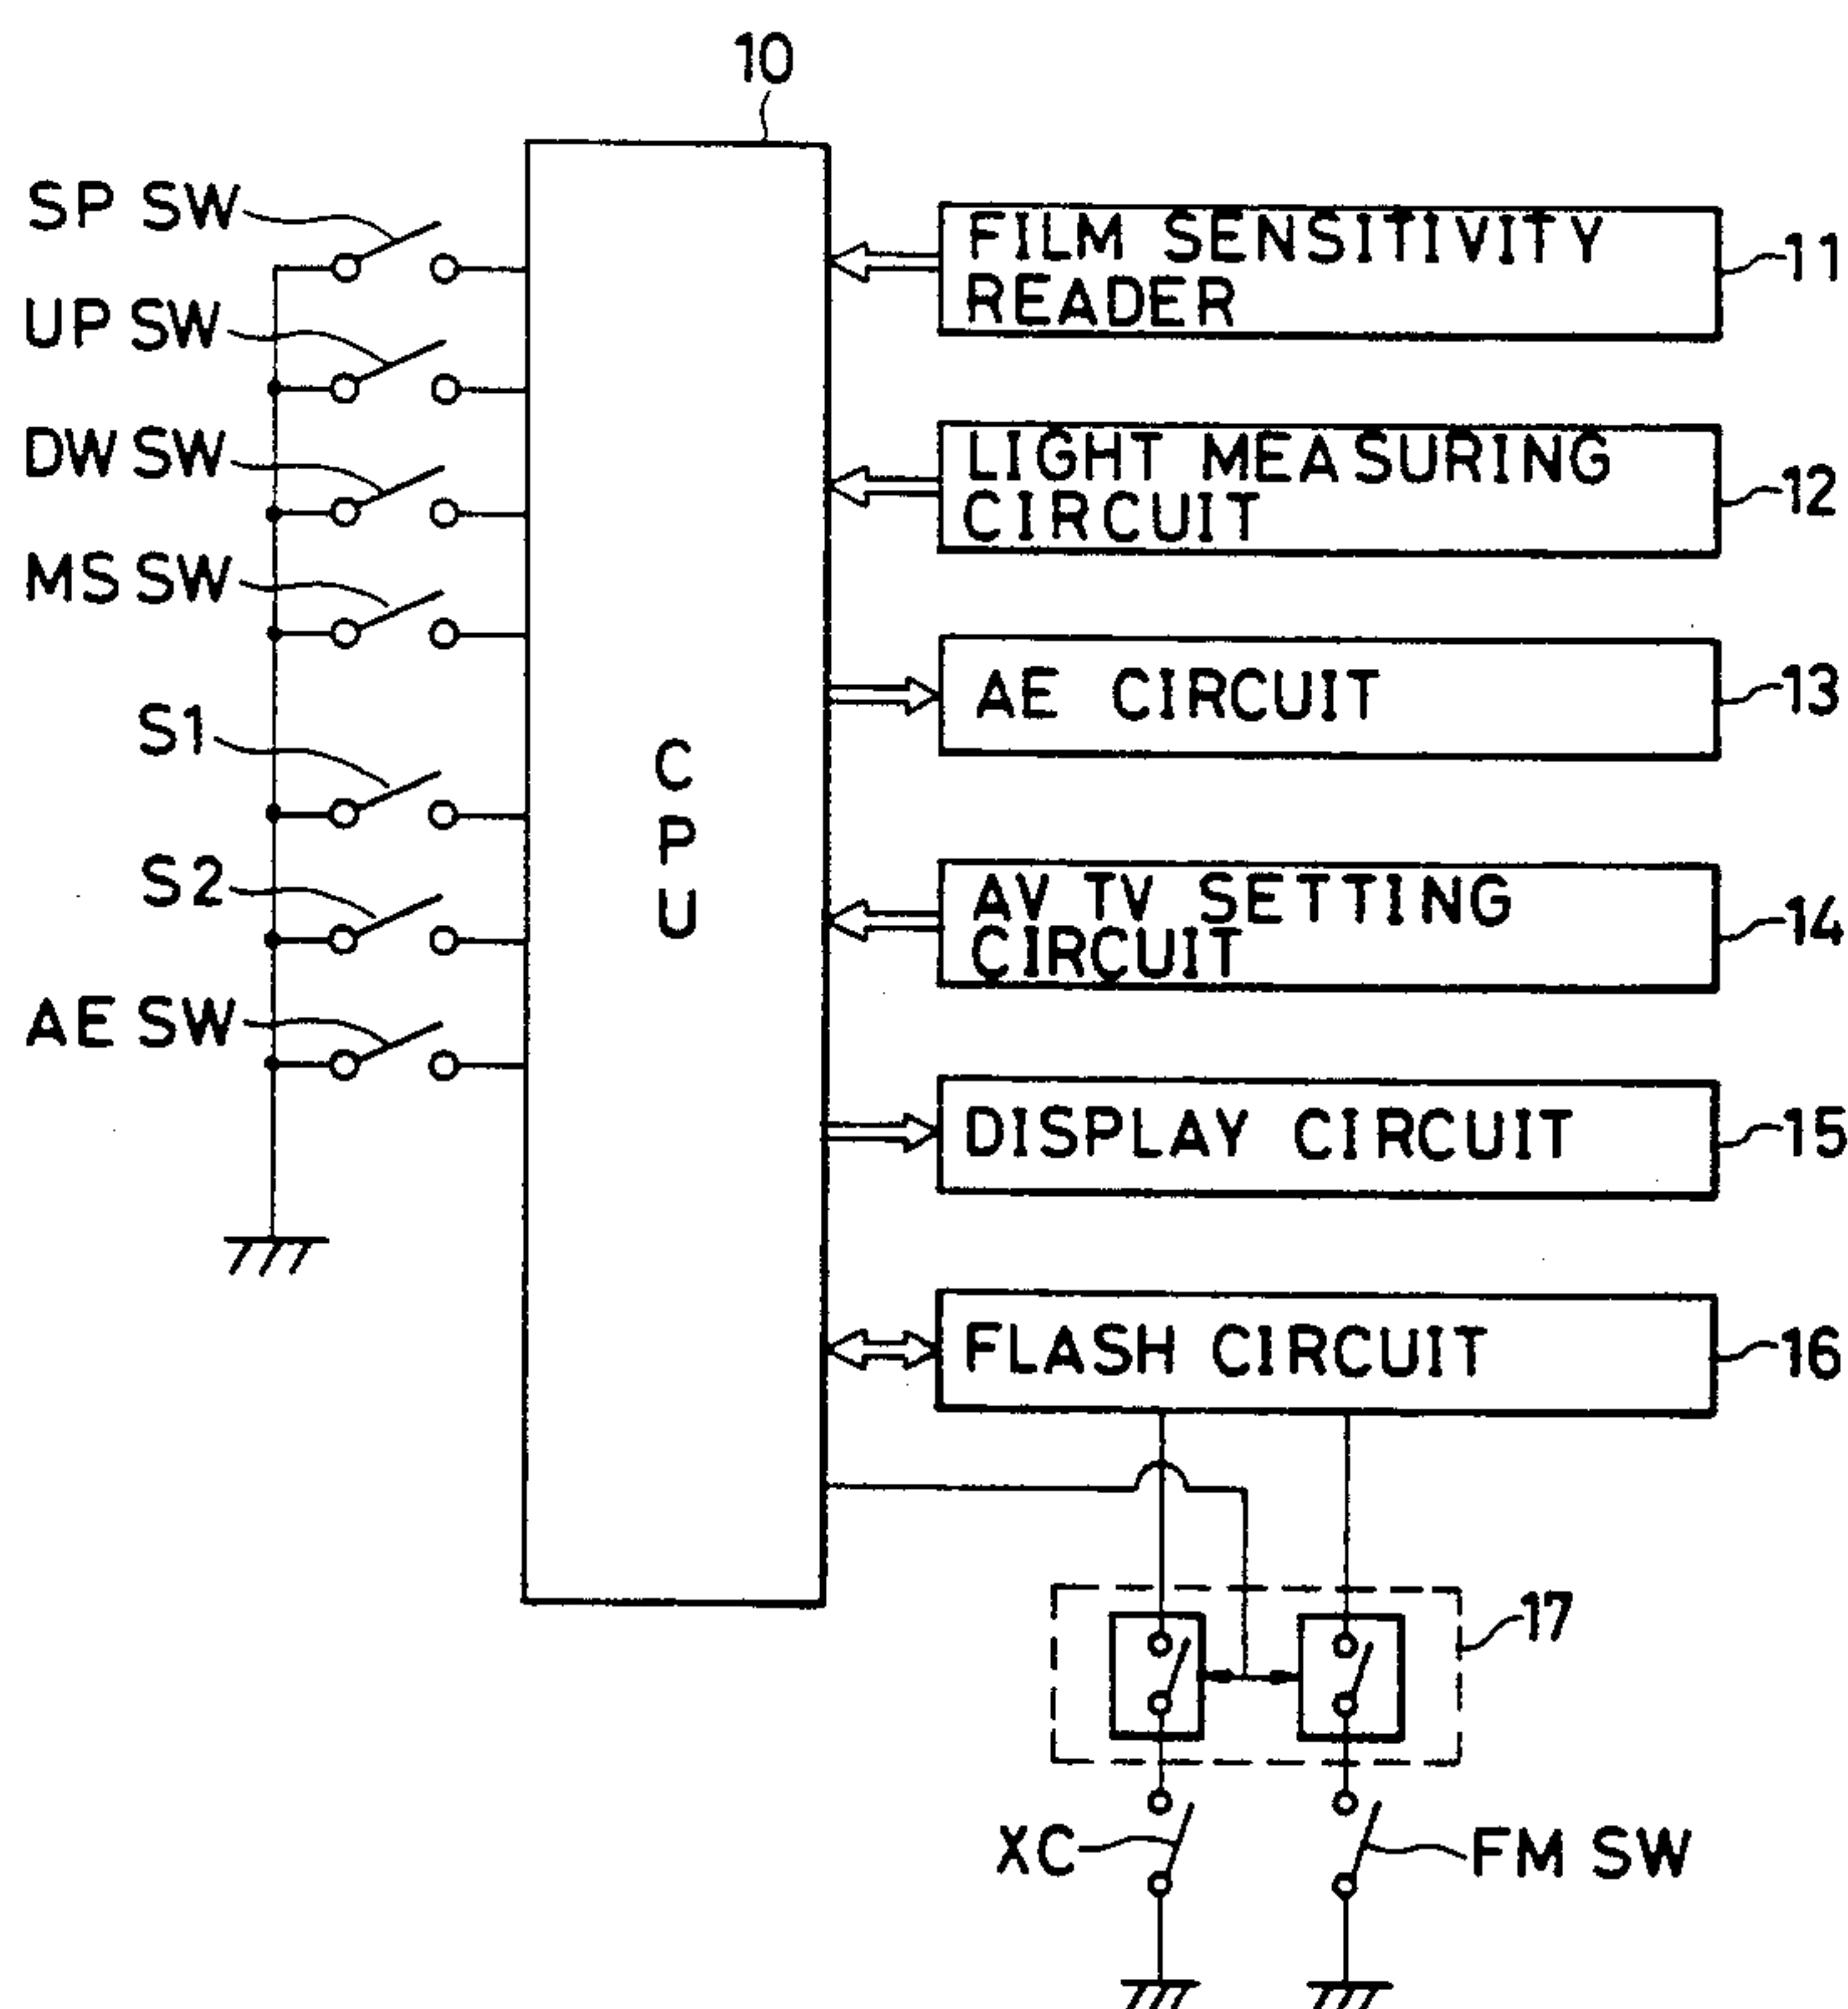 10
SP SW
UP SW
DW SW
MS SW
S1
S2
AE SW
C
P
U
FILM SENSITIVITY
READER
11
LIGHT MEASURING
CIRCUIT
12
AE CIRCUIT
13
AV TV SETTING
CIRCUIT
14
DISPLAY CIRCUIT
15
FLASH CIRCUIT
16
17
XC
FM SW